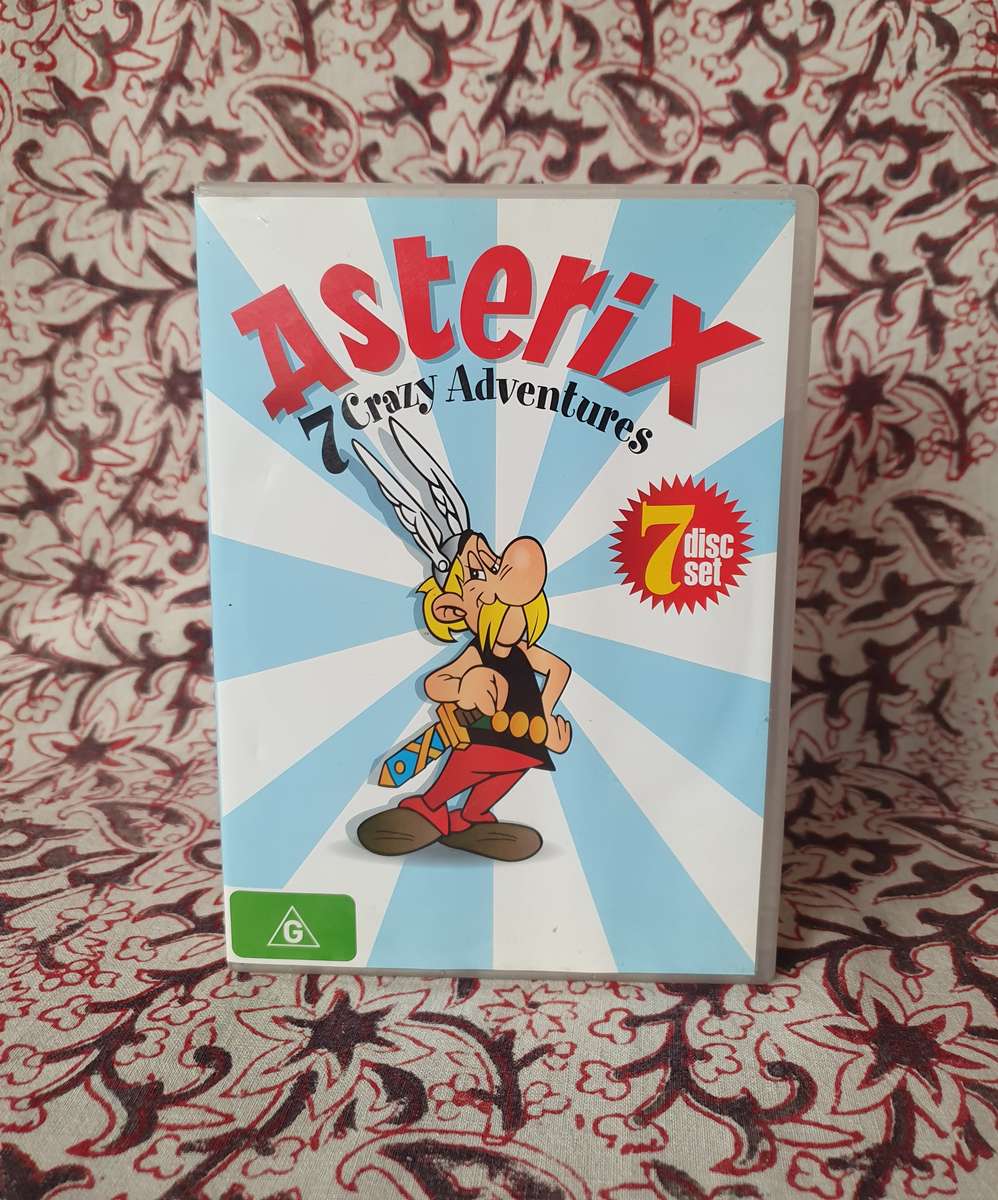 Asterix
7 Crazy Adventures
7 disc
set
G